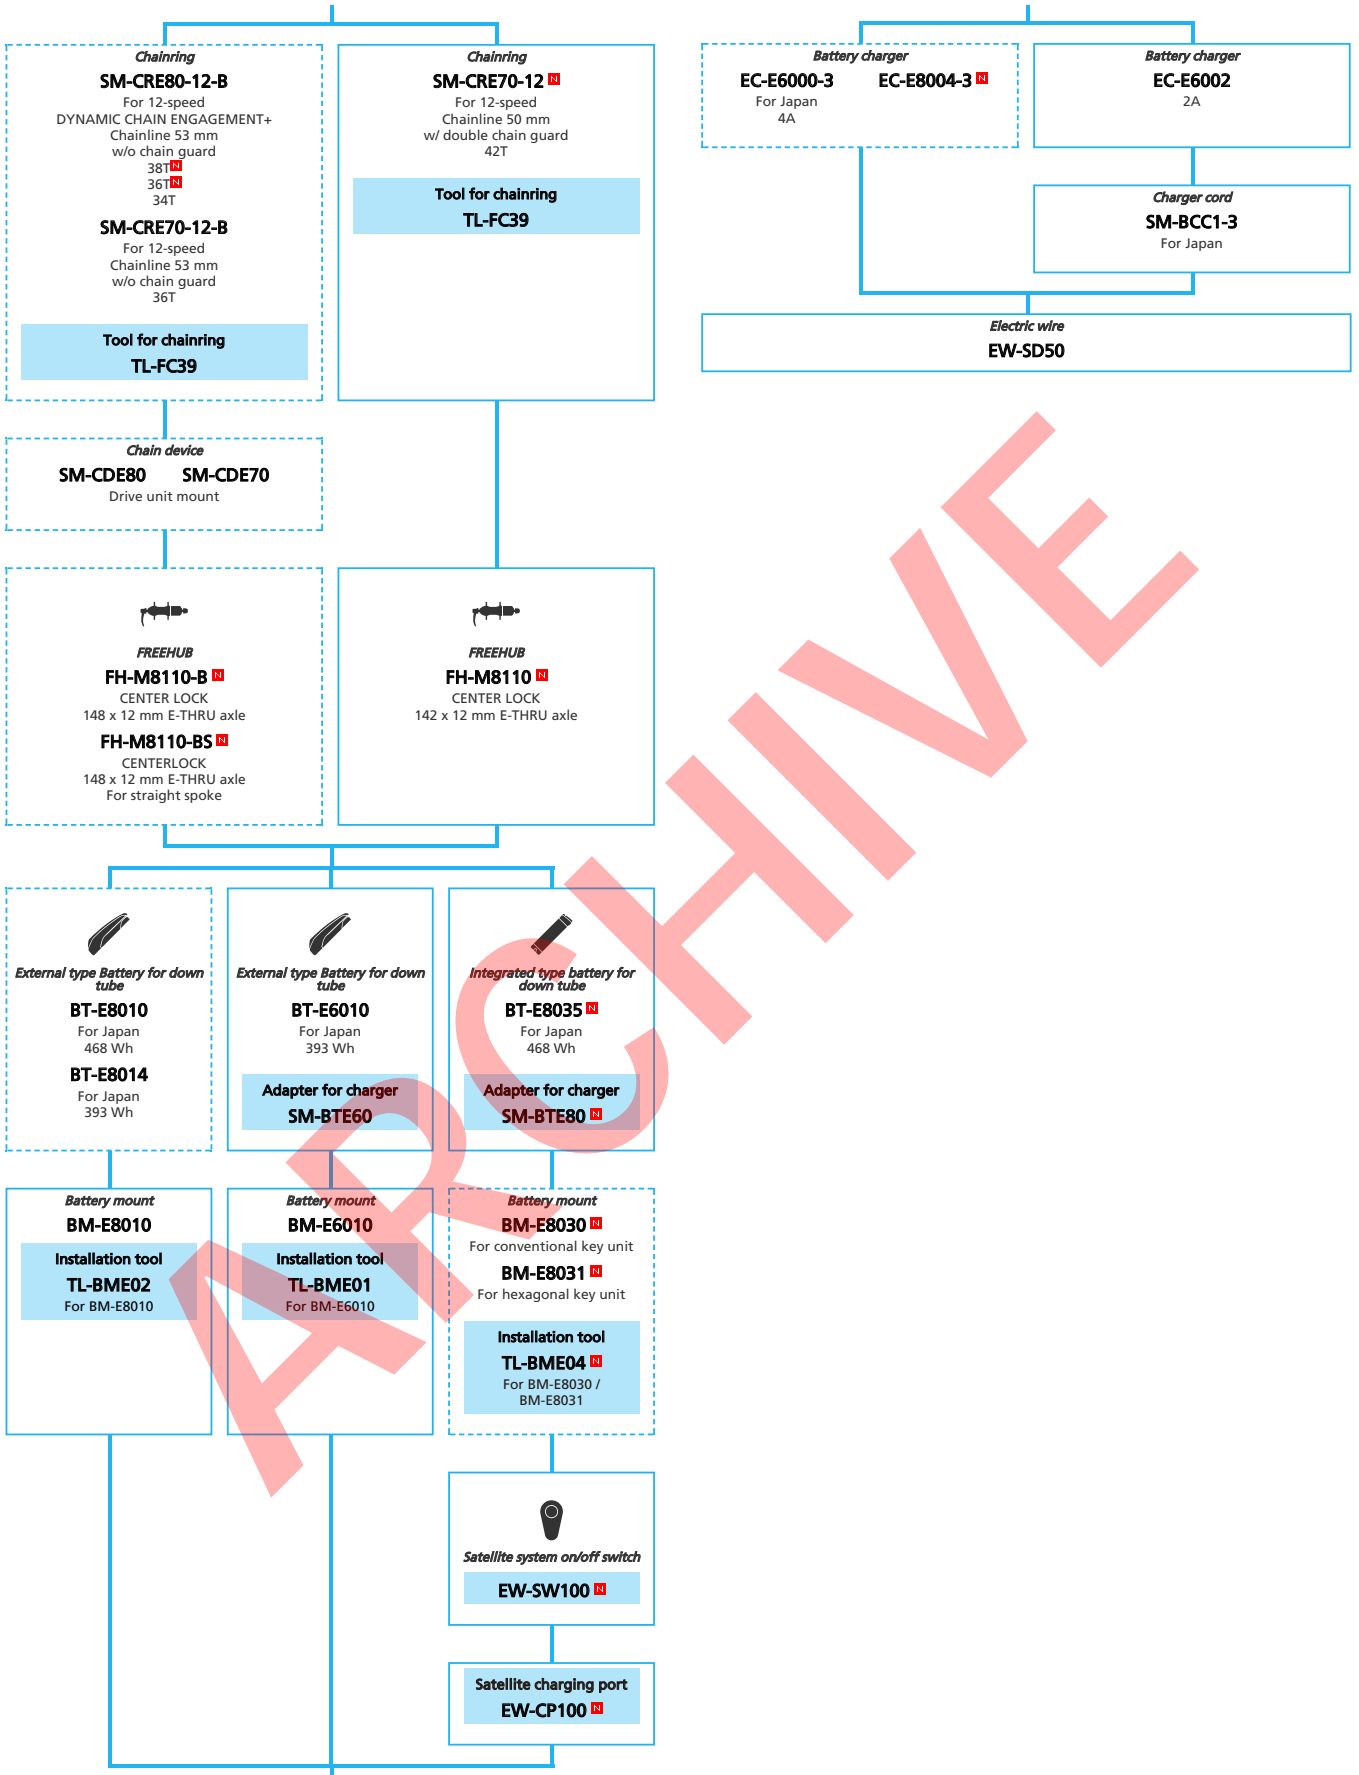 Chainring
SM-CRE80-12-B
For 12-speed
DYNAMIC CHAIN ENGAGEMENT+
Chainline 53 mm
w/o chain guard
38T N
36T N
34T
SM-CRE70-12-B
For 12-speed
Chainline 53 mm
w/o chain guard
36T
Tool for chainring
TL-FC39
Chainring
SM-CRE70-12 N
For 12-speed
Chainline 50 mm
w/ double chain guard
42T
Tool for chainring
TL-FC39
Chain device
SM-CDE80 SM-CDE70
Drive unit mount
FREEHUB
FH-M8110-B N
CENTER LOCK
148 x 12 mm E-THRU axle
FH-M8110-BS N
CENTERLOCK
148 x 12 mm E-THRU axle
For straight spoke
FREEHUB
FH-M8110 N
CENTER LOCK
142 x 12 mm E-THRU axle
External type Battery for down
tube
BT-E8010
For Japan
468 Wh
BT-E8014
For Japan
393 Wh
External type Battery for down
tube
BT-E6010
For Japan
393 Wh
Adapter for charger
SM-BTE60
Integrated type battery for
down tube
BT-E8035 N
For Japan
468 Wh
Adapter for charger
SM-BTE80 N
Battery mount
BM-E8010
Installation tool
TL-BME02
For BM-E8010
Battery mount
BM-E6010
Installation tool
TL-BME01
For BM-E6010
Battery mount
BM-E8030 N
For conventional key unit
BM-E8031 N
For hexagonal key unit
Installation tool
TL-BME04 N
For BM-E8030 /
BM-E8031
Satellite system on/off switch
EW-SW100 N
Satellite charging port
EW-CP100 N
Battery charger
EC-E6000-3 EC-E8004-3 N
For Japan
4A
Battery charger
EC-E6002
2A
Charger cord
SM-BCC1-3
For Japan
Electric wire
EW-SD50
ARCHIVE